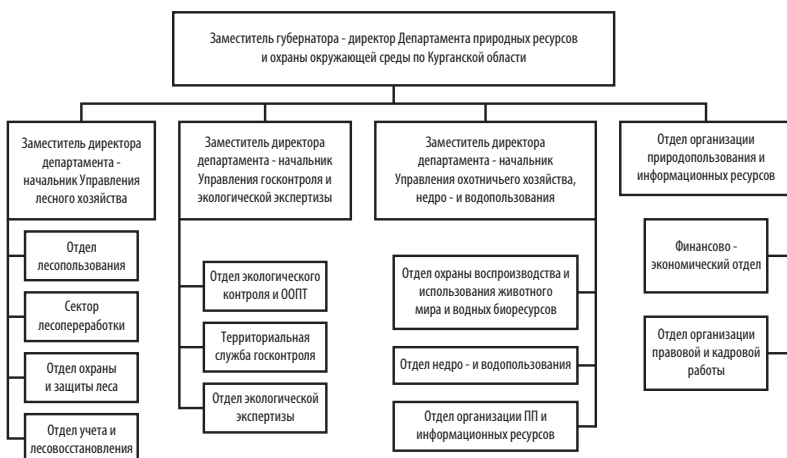 Заместитель губернатора - директор Департамента природных ресурсов
и охраны окружающей среды по Курганской области
Заместитель директора
департамента -
начальник Управления
лесного хозяйства
Отдел
лесопользования
Сектор
лесопереработки
Отдел охраны
и защиты леса
Отдел учета и
лесовосстановления
Заместитель директора
департамента - начальник
Управления госконтроля и
экологической экспертизы
Отдел экологического
контроля и ООПТ
Территориальная
служба госконтроля
Отдел экологической
экспертизы
Заместитель директора
департамента - начальник
Управления охотничьего хозяйства,
недро - и водопользования
Отдел охраны воспроизводства и
использования животного
мира и водных биоресурсов
Отдел недро - и водопользования
Отдел организации ПП и
информационных ресурсов
Отдел организации
природопользования и
информационных ресурсов
Финансово -
экономический отдел
Отдел организации
правовой и кадровой
работы